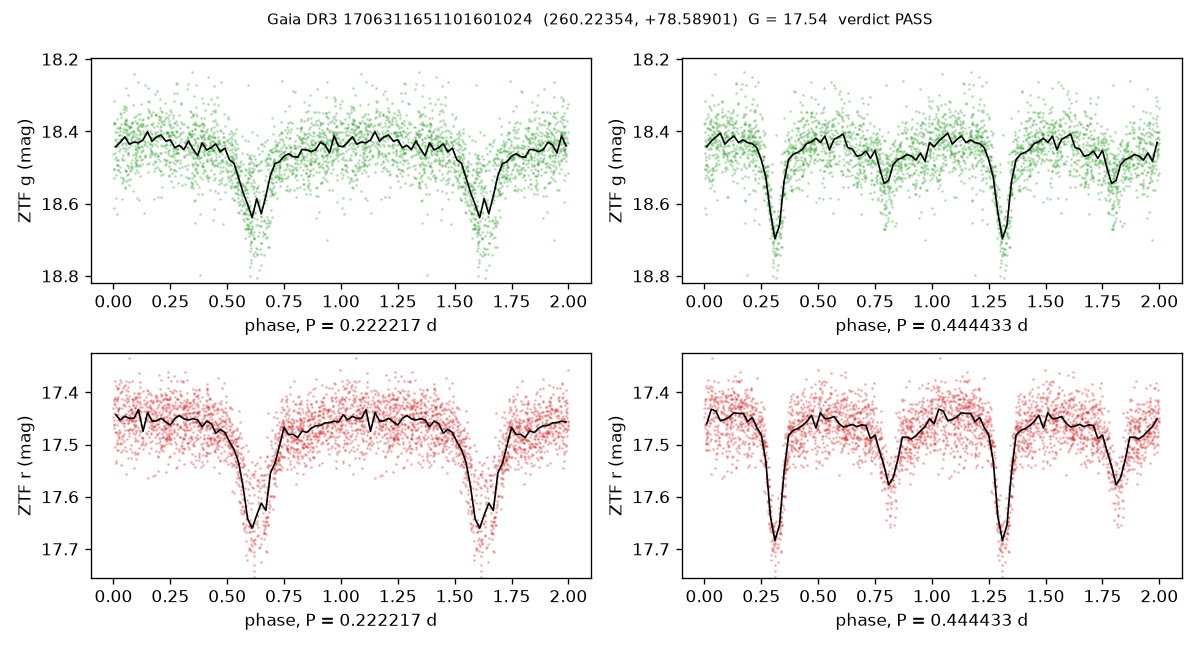 Gaia DR3 1706311651101601024  (260.22354, +78.58901)  G = 17.54  verdict PASS
ZTF g (mag)
18.2
18.4
18.6
18.8
0.00 0.25 0.50 0.75 1.00 1.25 1.50 1.75 2.00
phase, P = 0.222217 d
ZTF g (mag)
18.2
18.4
18.6
18.8
0.00 0.25 0.50 0.75 1.00 1.25 1.50 1.75 2.00
phase, P = 0.444433 d
ZTF r (mag)
17.4
17.5
17.6
17.7
0.00 0.25 0.50 0.75 1.00 1.25 1.50 1.75 2.00
phase, P = 0.222217 d
ZTF r (mag)
17.4
17.5
17.6
17.7
0.00 0.25 0.50 0.75 1.00 1.25 1.50 1.75 2.00
phase, P = 0.444433 d